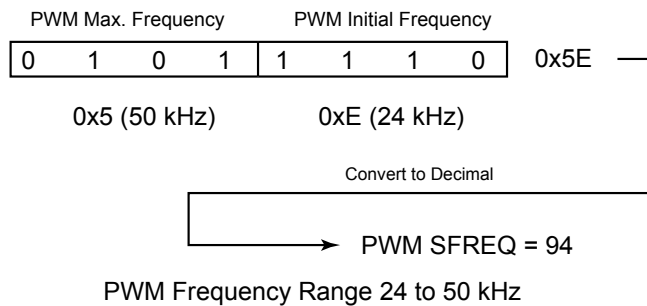 PWM Max. Frequency PWM Initial Frequency
0 1 0 1 1 1 1 0 0x5E
0x5 (50 kHz) 0xE (24 kHz)
Convert to Decimal
PWM SFREQ = 94
PWM Frequency Range 24 to 50 kHz